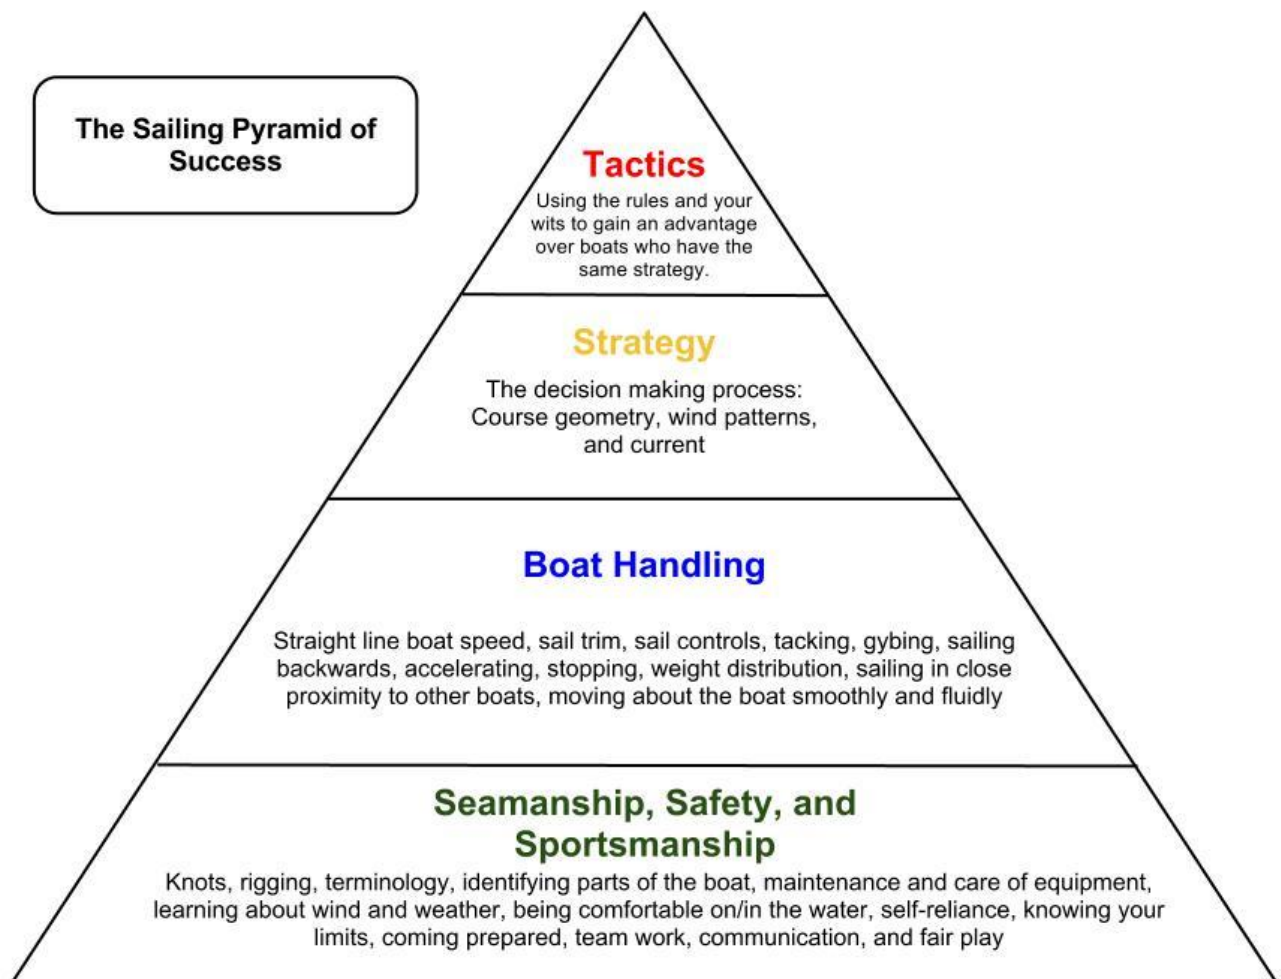 The Sailing Pyramid of
Success
Tactics
Using the rules and your
wits to gain an advantage
over boats who have the
same strategy.
Strategy
The decision making process:
Course geometry, wind patterns,
and current
Boat Handling
Straight line boat speed, sail trim, sail controls, tacking, gybing, sailing
backwards, accelerating, stopping, weight distribution, sailing in close
proximity to other boats, moving about the boat smoothly and fluidly
Seamanship, Safety, and
Sportsmanship
Knots, rigging, terminology, identifying parts of the boat, maintenance and care of equipment,
learning about wind and weather, being comfortable on/in the water, self-reliance, knowing your
limits, coming prepared, team work, communication, and fair play